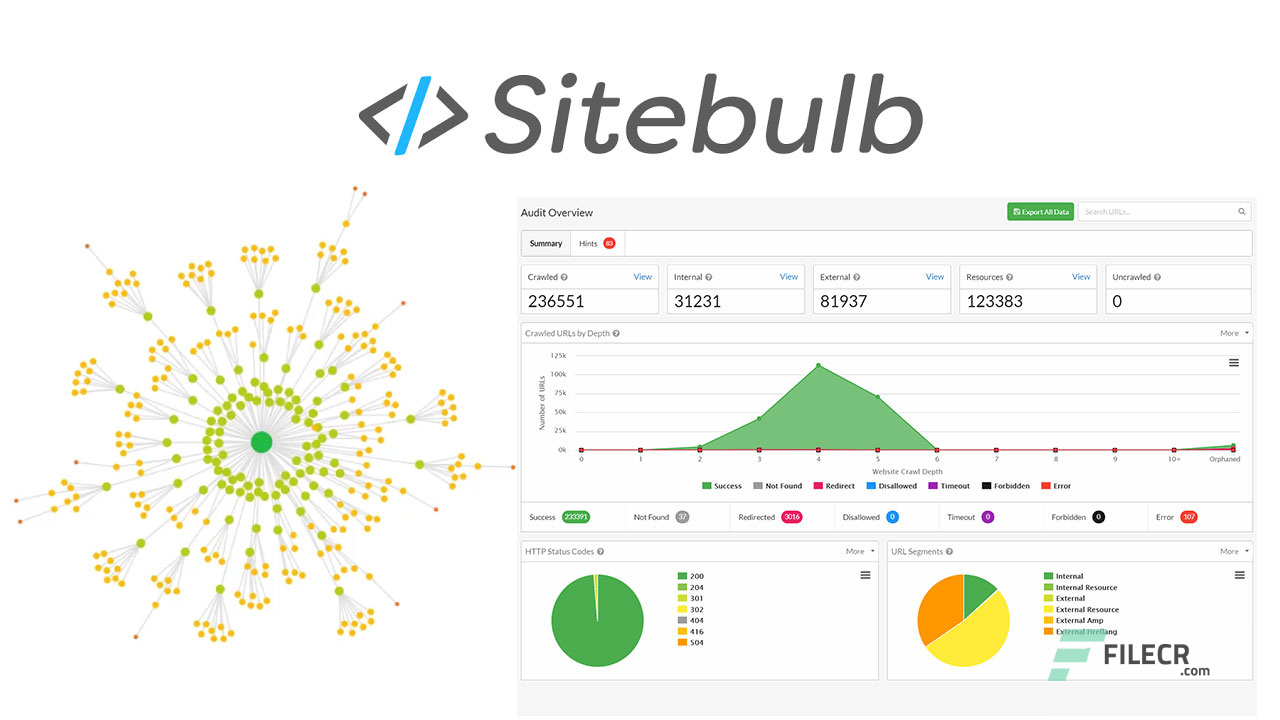 </> Sitebulb
Audit Overview
Export All Data
Search URLs...
Summary
Hints 83
Crawled View
236551
Internal View
31231
External View
81937
Resources View
123383
Uncrawled
0
Crawled URLs by Depth
More
Number of URLs
125k
100k
75k
50k
25k
0k
0 1 2 3 4 5 6 7 8 9 10+ Orphaned
Website Crawl Depth
Success Not Found Redirect Disallowed Timeout Forbidden Error
Success 233391
Not Found 37
Redirected 3016
Disallowed 0
Timeout 0
Forbidden 0
Error 107
HTTP Status Codes
More
200
204
301
302
404
416
504
URL Segments
More
Internal
Internal Resource
External
External Resource
External Amp
External Hreflang
FILECR
.com